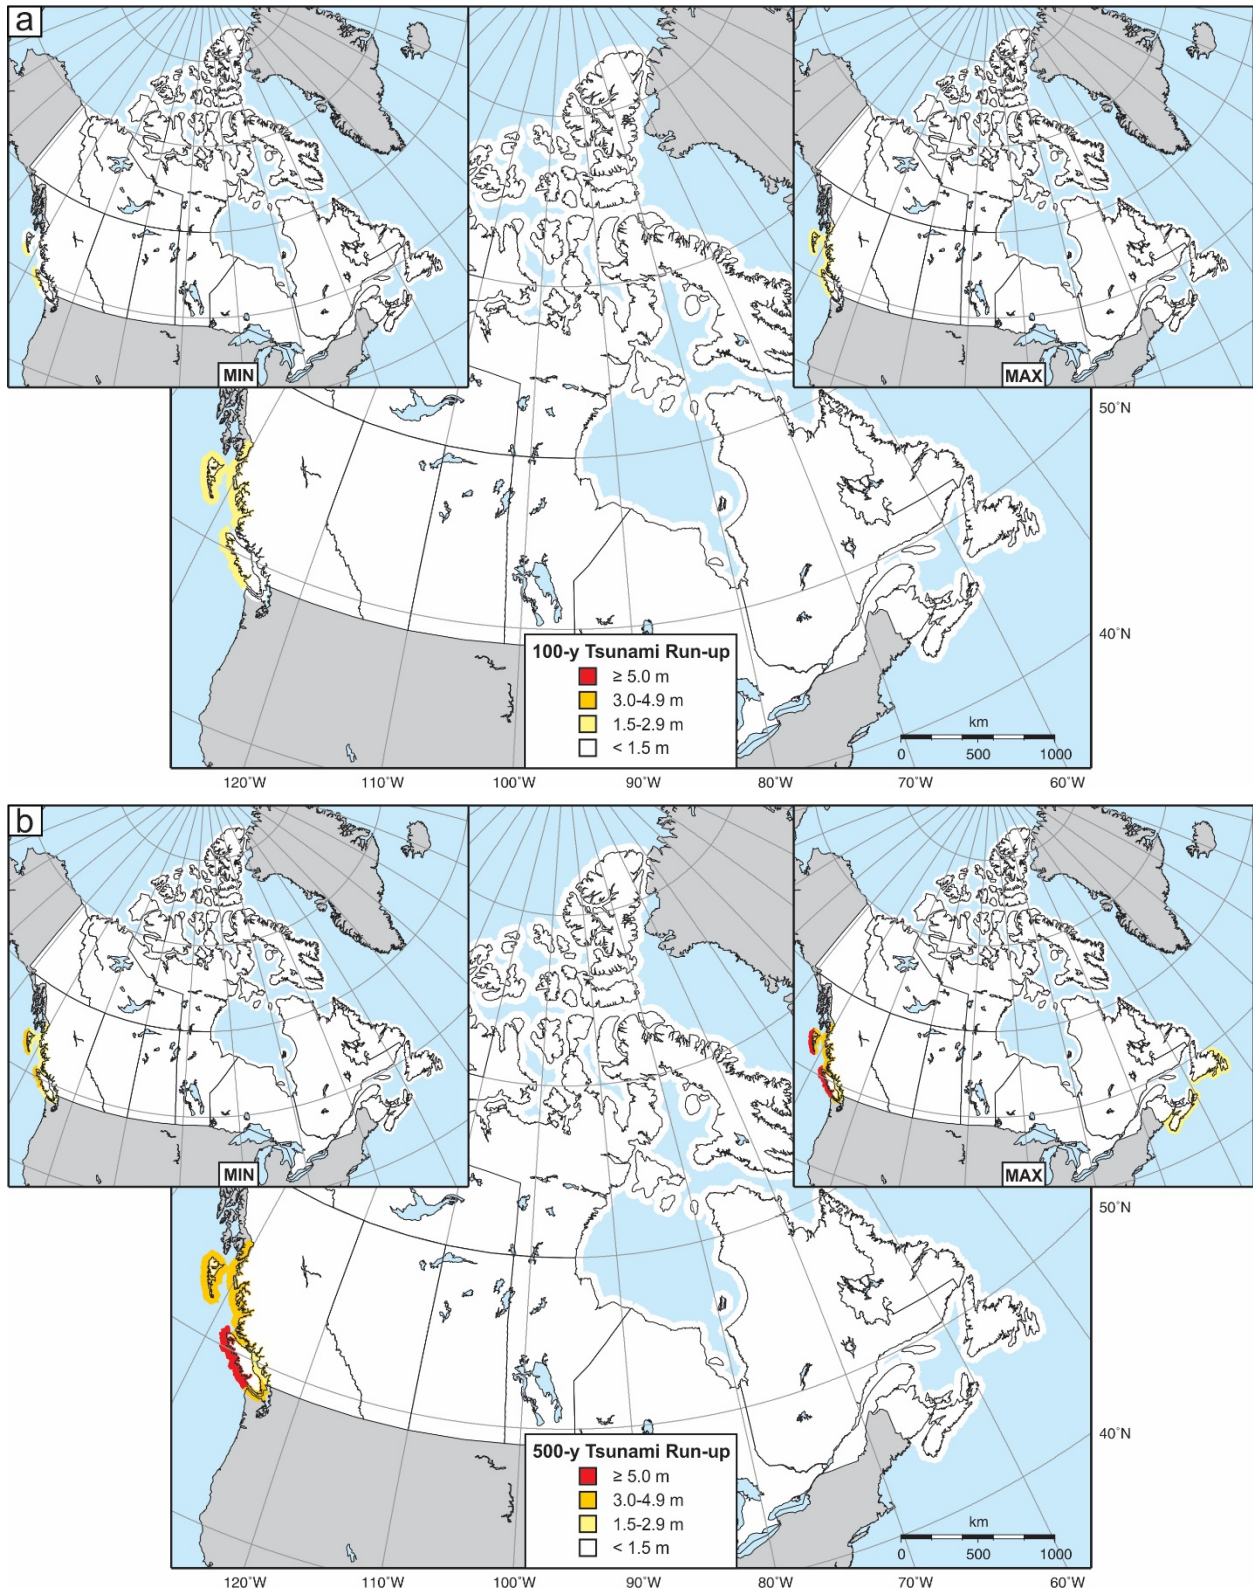 a
MIN
MAX
50°N
40°N
100-y Tsunami Run-up
≥ 5.0 m
3.0-4.9 m
1.5-2.9 m
< 1.5 m
km
0 500 1000
120°W 110°W 100°W 90°W 80°W 70°W 60°W
b
MIN
MAX
50°N
40°N
500-y Tsunami Run-up
≥ 5.0 m
3.0-4.9 m
1.5-2.9 m
< 1.5 m
km
0 500 1000
120°W 110°W 100°W 90°W 80°W 70°W 60°W